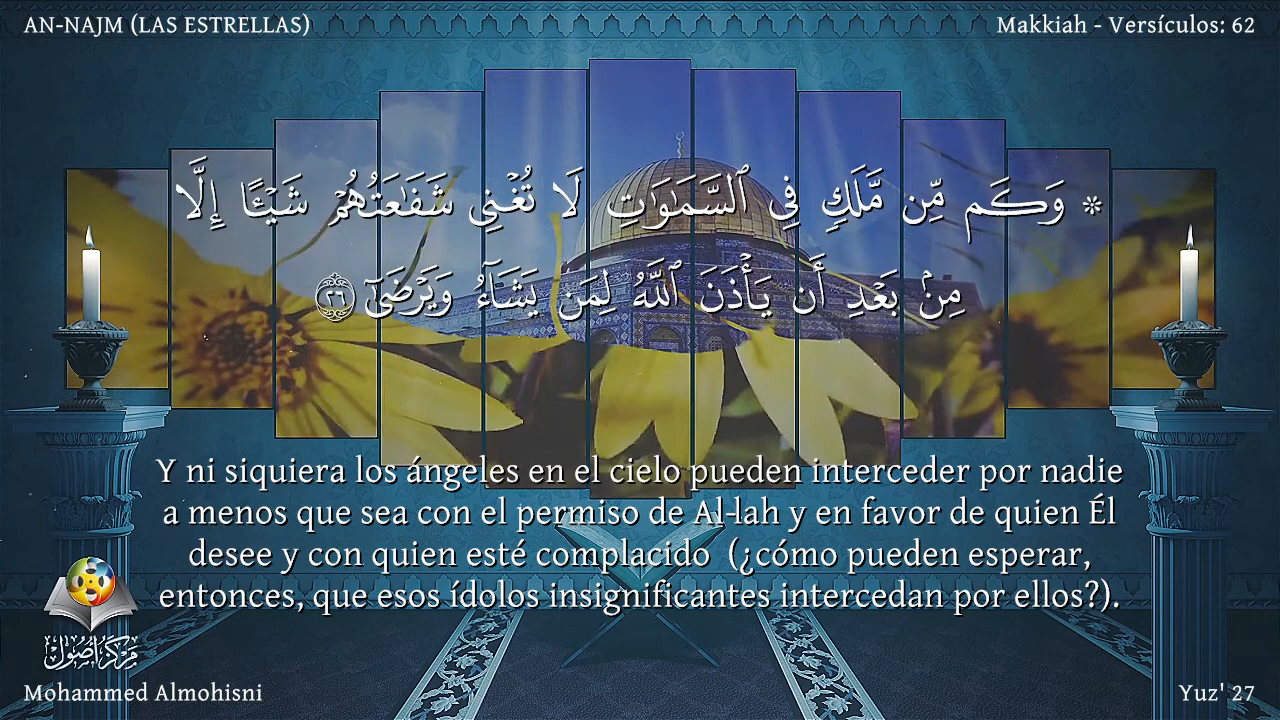 AN-NAJM (LAS ESTRELLAS)
Makkiah - Versículos: 62
۞ وَكَم مِّن مَّلَكٍ فِى ٱلسَّمَـٰوَٰتِ لَا تُغْنِى شَفَـٰعَتُهُمْ شَيْـًٔا إِلَّا
مِنۢ بَعْدِ أَن يَأْذَنَ ٱللَّهُ لِمَن يَشَآءُ وَيَرْضَىٰٓ ٢٦
Y ni siquiera los ángeles en el cielo pueden interceder por nadie
a menos que sea con el permiso de Al-lah y en favor de quien Él
desee y con quien esté complacido (¿cómo pueden esperar,
entonces, que esos ídolos insignificantes intercedan por ellos?).
مركز أصول
Mohammed Almohisni
Yuz' 27